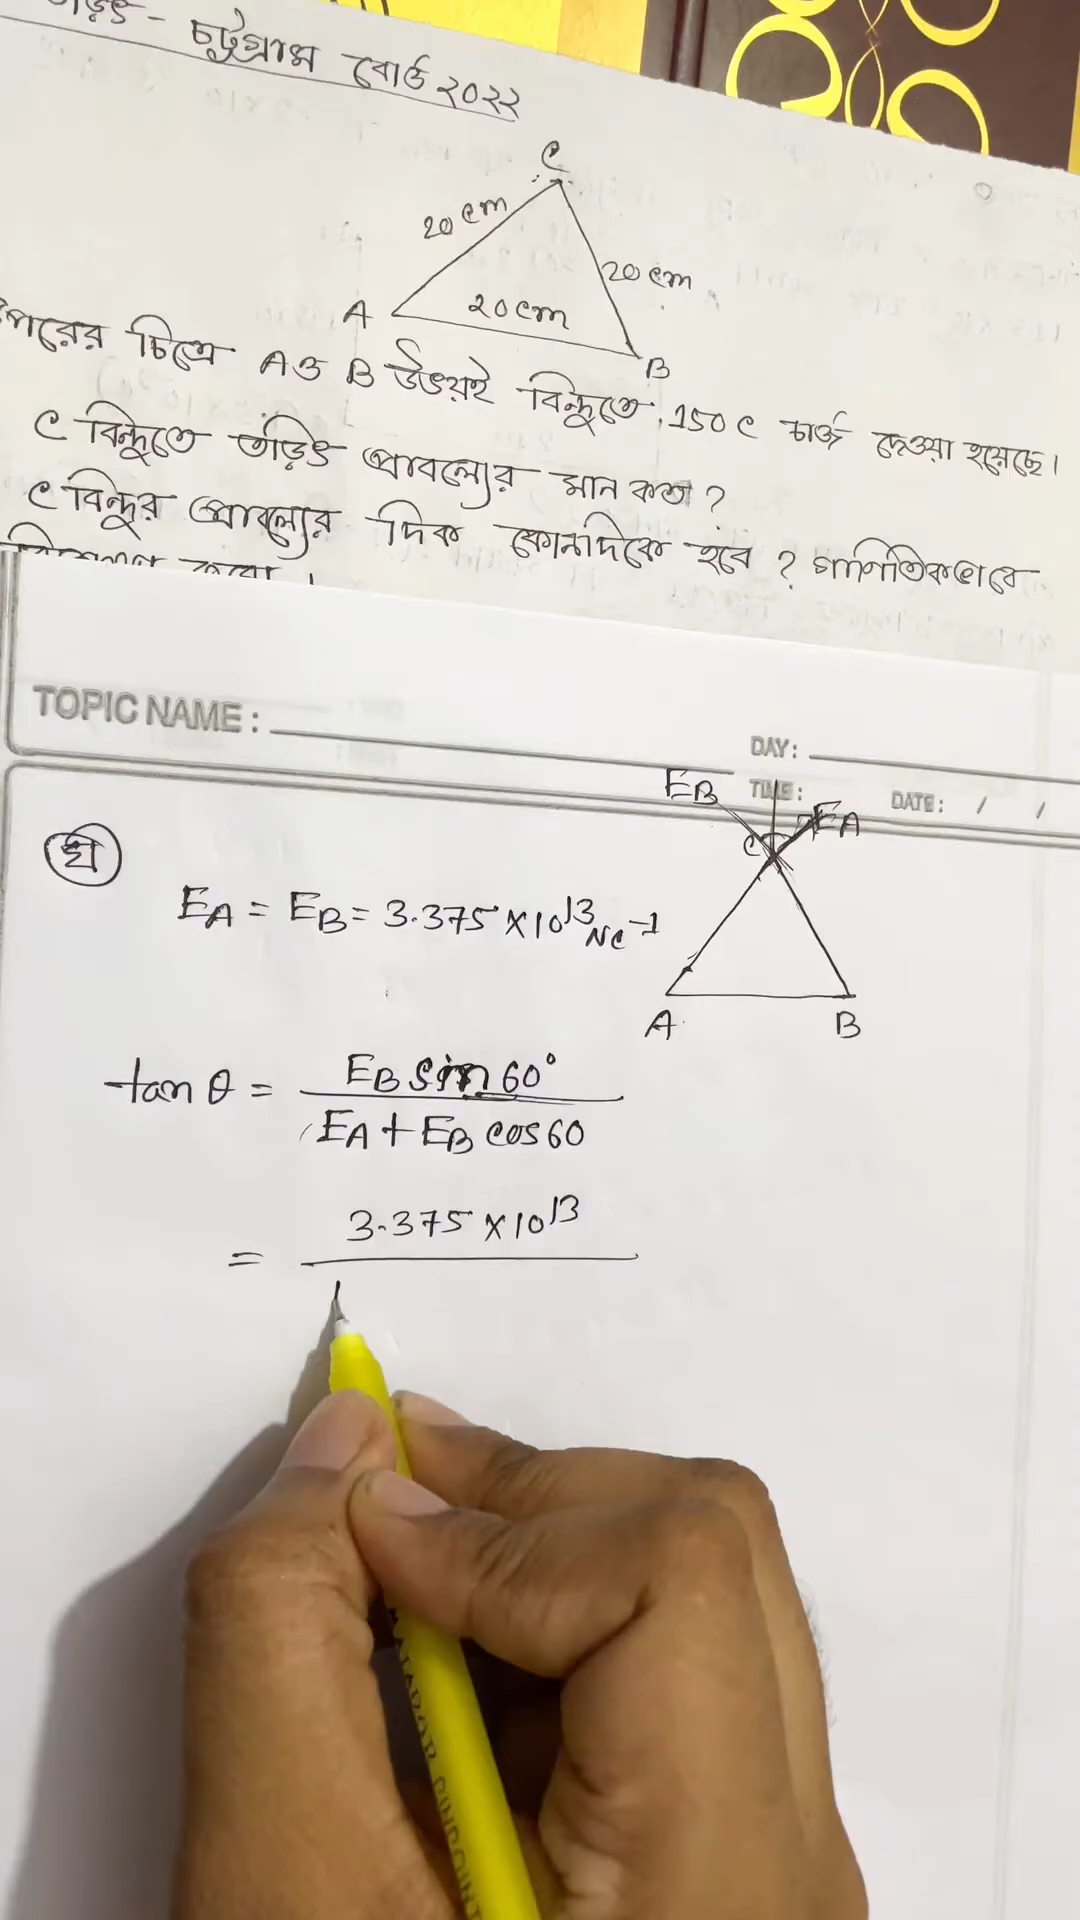 - চট্টগ্রাম বোর্ড ২০২২
C
20 cm
20 cm
A
20cm
B
উপরের চিত্রে A ও B উভয়ই বিন্দুতে 150C চার্জ দেওয়া হয়েছে।
C বিন্দুতে তড়িৎ প্রাবল্যের মান কত ?
C বিন্দুর প্রাবল্যের দিক কোনদিকে হবে ? গাণিতিকভাবে
TOPIC NAME :
DAY :
TIME :
DATE : / /
EB
EA
C
A
B
ঘ
EA = EB = 3.375 × 10^13 NC^-1
tan θ = EB sin 60° / EA + EB cos 60
= 3.375 × 10^13